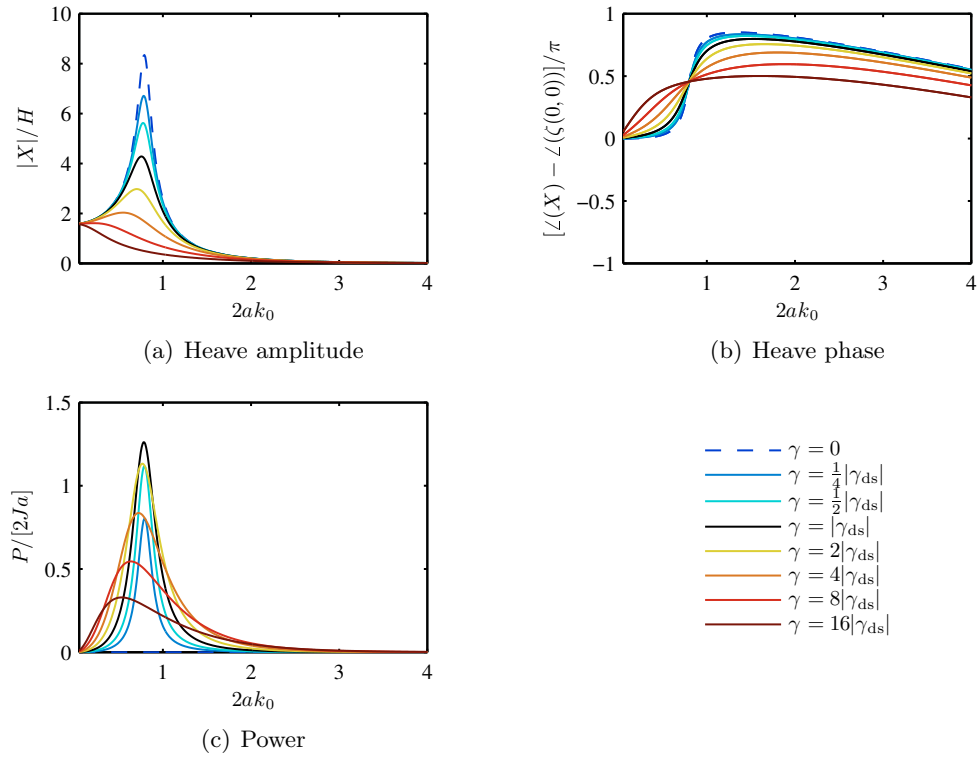 10
8
6
4
2
0
|X|/H
1
2
3
4
2ak₀
(a) Heave amplitude
1
0.5
0
−0.5
−1
[∠(X) − ∠(ζ(0, 0))]/π
1
2
3
4
2ak₀
(b) Heave phase
1.5
1
0.5
0
P/[2Ja]
1
2
3
4
2ak₀
(c) Power
γ = 0
γ = ¼|γds|
γ = ½|γds|
γ = |γds|
γ = 2|γds|
γ = 4|γds|
γ = 8|γds|
γ = 16|γds|